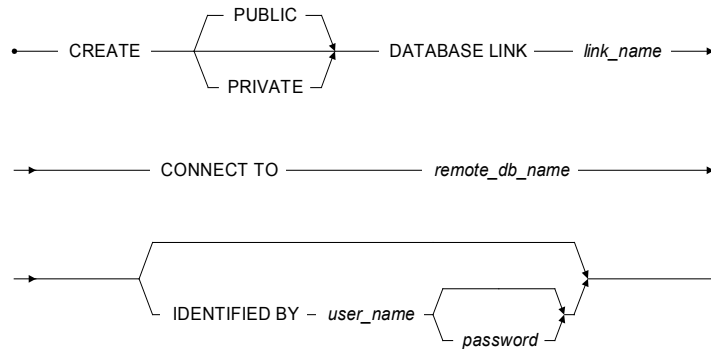 PUBLIC
CREATE DATABASE LINK link_name
PRIVATE
CONNECT TO remote_db_name
IDENTIFIED BY user_name
password